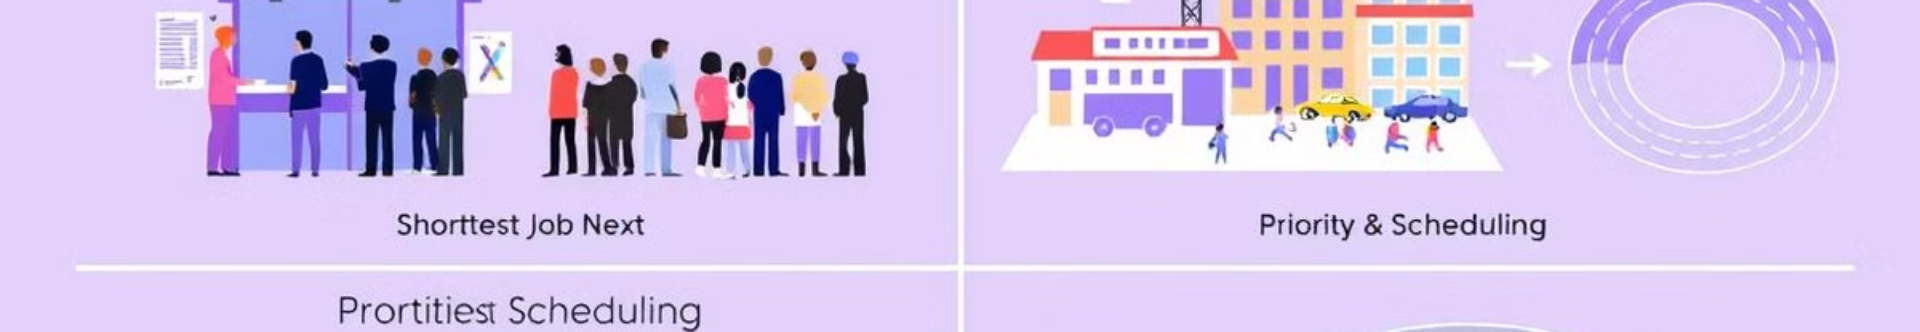 Shorttest Job Next
Priority & Scheduling
Prortitiest Scheduling